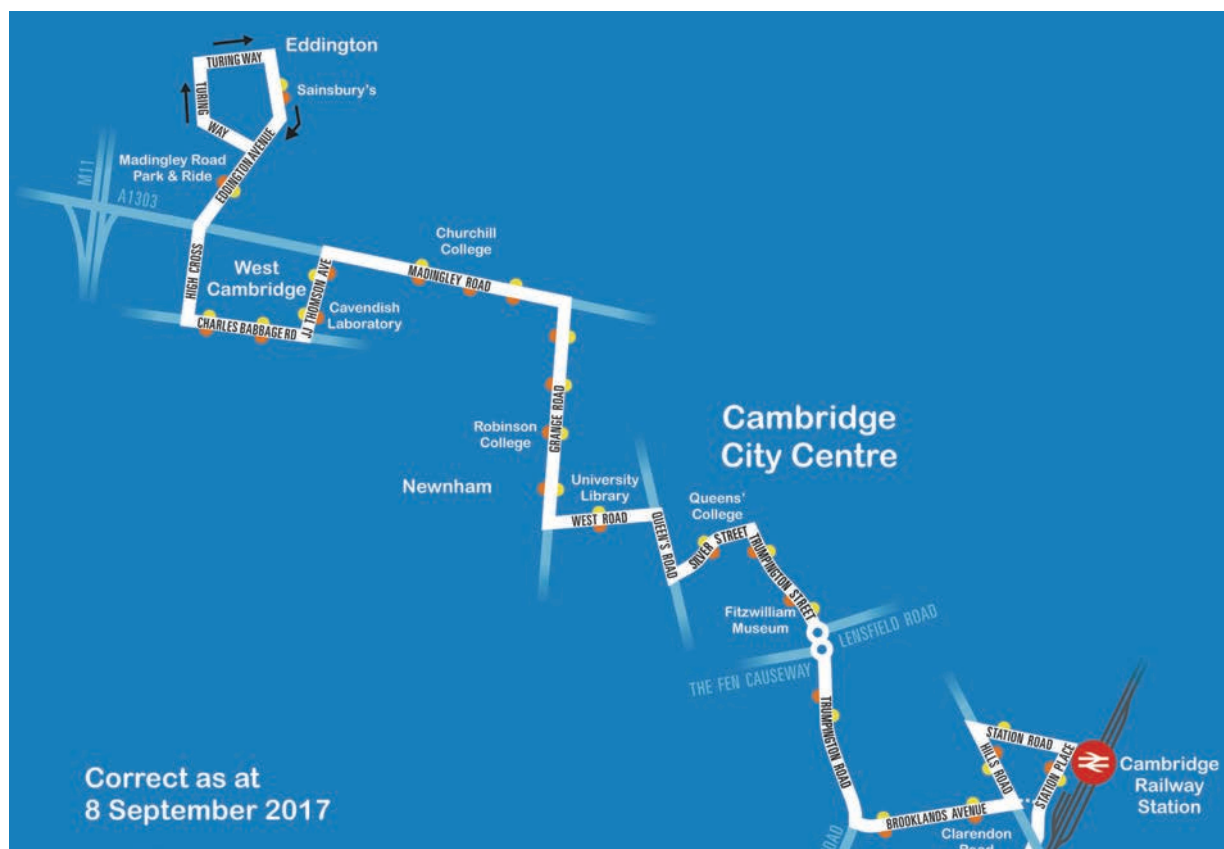 Eddington
TURING WAY
Sainsbury's
TURING
WAY
EDDINGTON AVENUE
Madingley Road
Park & Ride
M11
A1303
HIGH CROSS
West
Cambridge
CHARLES BABBAGE RD
JJ THOMSON AVE
Cavendish
Laboratory
Churchill
College
MADINGLEY ROAD
GRANGE ROAD
Robinson
College
Newnham
University
Library
WEST ROAD
QUEEN'S ROAD
Cambridge
City Centre
Queens'
College
SILVER STREET
TRUMPINGTON STREET
Fitzwilliam
Museum
LENSFIELD ROAD
THE FEN CAUSEWAY
TRUMPINGTON ROAD
STATION ROAD
HILLS ROAD
STATION PLACE
Cambridge
Railway
Station
BROOKLANDS AVENUE
Clarendon
Road
OAD
Correct as at
8 September 2017